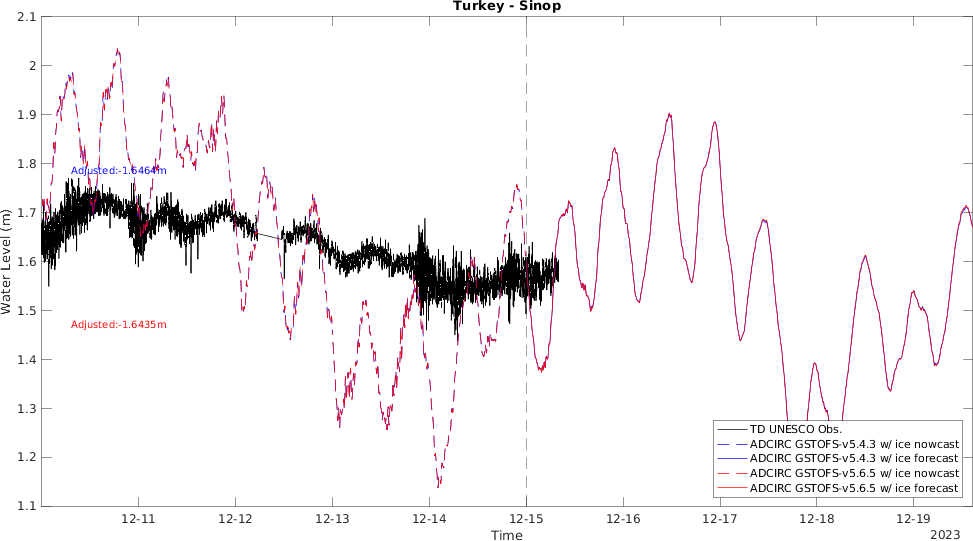 Turkey - Sinop
2.1
2
1.9
1.8
1.7
1.6
1.5
1.4
1.3
1.2
1.1
Water Level (m)
Adjusted:-1.6464m
Adjusted:-1.6435m
TD UNESCO Obs.
ADCIRC GSTOFS-v5.4.3 w/ ice nowcast
ADCIRC GSTOFS-v5.4.3 w/ ice forecast
ADCIRC GSTOFS-v5.6.5 w/ ice nowcast
ADCIRC GSTOFS-v5.6.5 w/ ice forecast
12-11 12-12 12-13 12-14 12-15 12-16 12-17 12-18 12-19
Time
2023